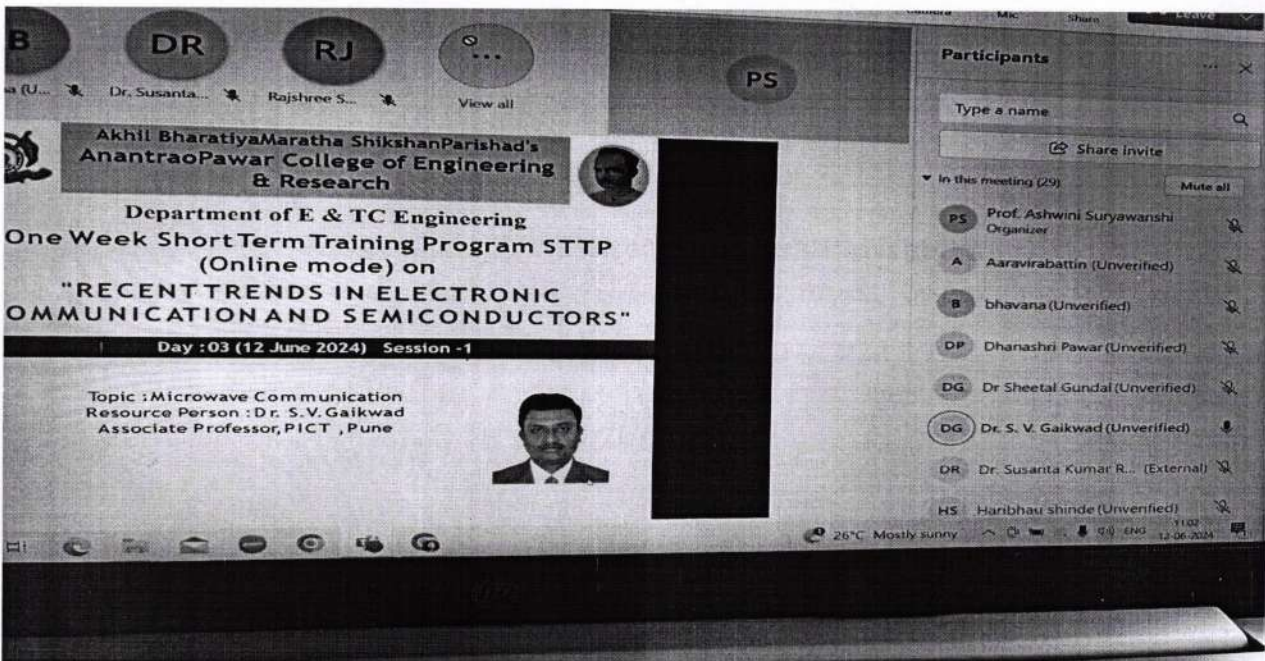 Mic
Share
Leave
B
DR
RJ
...
PS
a (U...
Dr. Susanta...
Rajshree S...
View all
Akhil BharatiyaMaratha ShikshanParishad's
AnantraoPawar College of Engineering
& Research
Department of E & TC Engineering
One Week Short Term Training Program STTP
(Online mode) on
"RECENT TRENDS IN ELECTRONIC
OMMUNICATION AND SEMICONDUCTORS"
Day :03 (12 June 2024) Session -1
Topic :Microwave Communication
Resource Person :Dr. S.V.Gaikwad
Associate Professor, PICT ,Pune
Participants
...
Type a name
Share invite
In this meeting (29)
Mute all
PS Prof. Ashwini Suryawanshi
Organizer
A Aaravirabattin (Unverified)
B bhavana (Unverified)
DP Dhanashri Pawar (Unverified)
DG Dr Sheetal Gundal (Unverified)
DG Dr. S. V. Gaikwad (Unverified)
DR Dr. Susanta Kumar R... (External)
HS Haribhau shinde (Unverified)
26°C Mostly sunny
ENG
11:02
12-06-2024